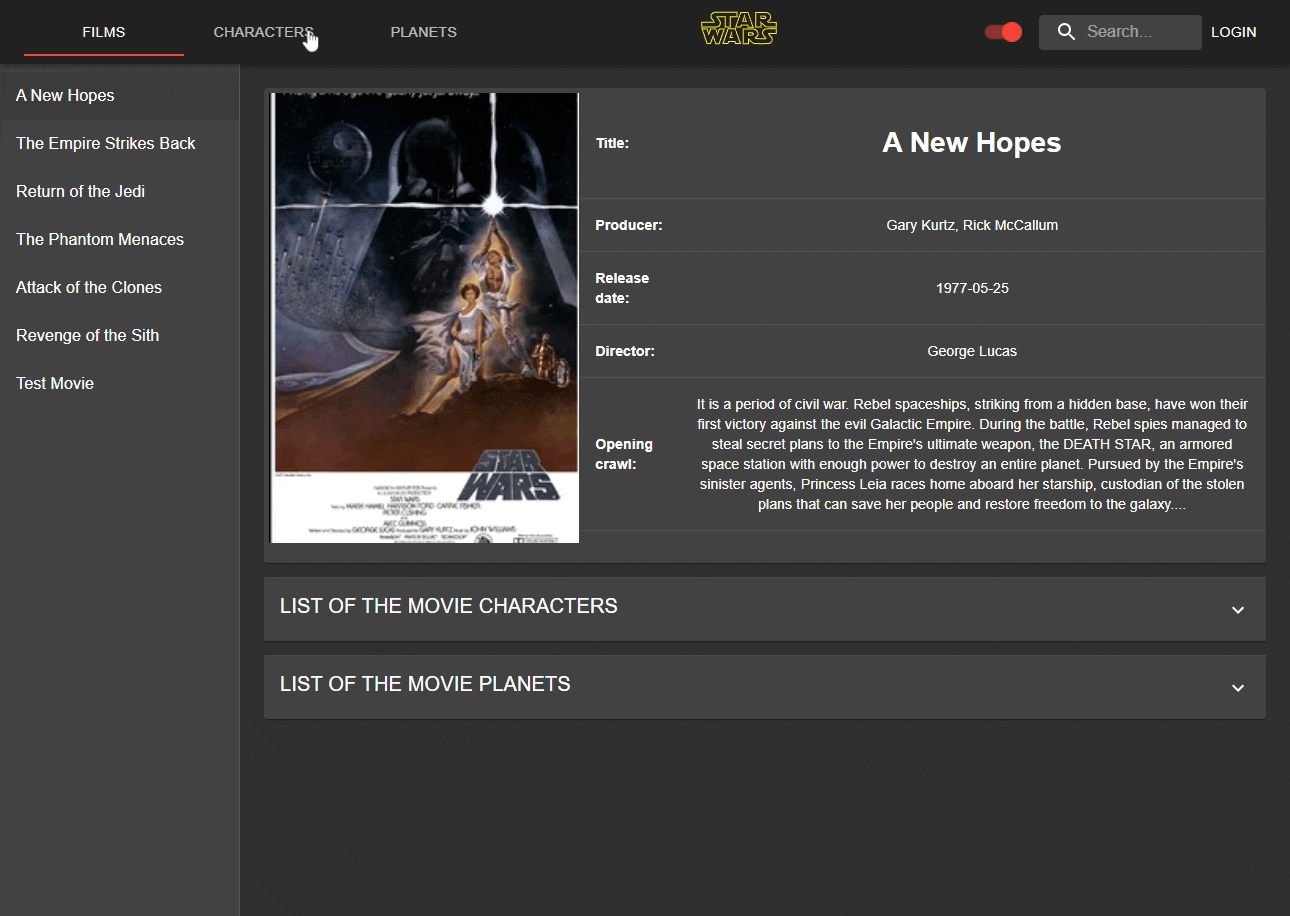 FILMS
CHARACTERS
PLANETS
STAR
WARS
Search...
LOGIN
A New Hopes
The Empire Strikes Back
Return of the Jedi
The Phantom Menaces
Attack of the Clones
Revenge of the Sith
Test Movie
STAR
WARS
STAR WARS
PETER CUSHING
ALEC GUINNESS
Title:
A New Hopes
Producer:
Gary Kurtz, Rick McCallum
Release
date:
1977-05-25
Director:
George Lucas
Opening
crawl:
It is a period of civil war. Rebel spaceships, striking from a hidden base, have won their
first victory against the evil Galactic Empire. During the battle, Rebel spies managed to
steal secret plans to the Empire's ultimate weapon, the DEATH STAR, an armored
space station with enough power to destroy an entire planet. Pursued by the Empire's
sinister agents, Princess Leia races home aboard her starship, custodian of the stolen
plans that can save her people and restore freedom to the galaxy....
LIST OF THE MOVIE CHARACTERS
LIST OF THE MOVIE PLANETS